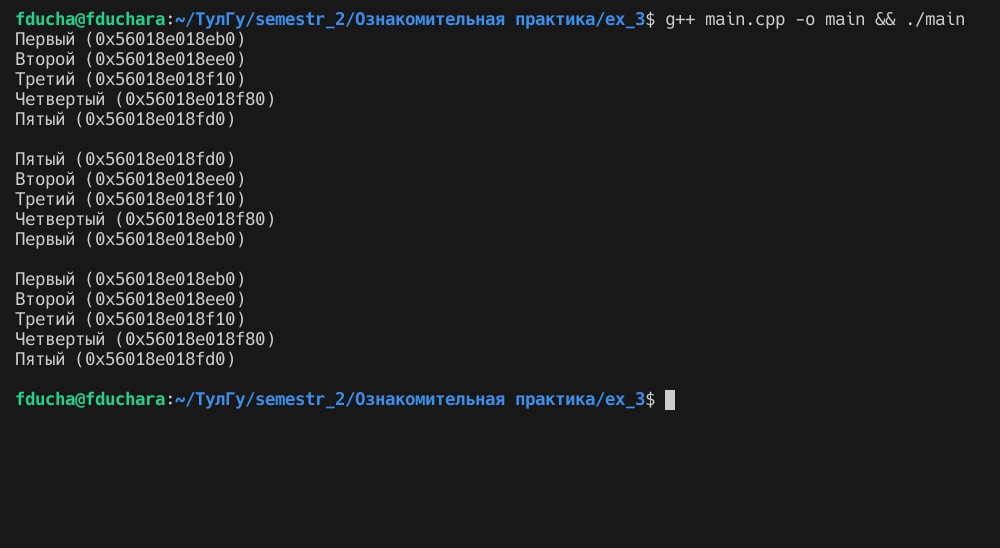 fducha@fduchara:~/ТулГу/semestr_2/Ознакомительная практика/ex_3$ g++ main.cpp -o main && ./main
Первый (0x56018e018eb0)
Второй (0x56018e018ee0)
Третий (0x56018e018f10)
Четвертый (0x56018e018f80)
Пятый (0x56018e018fd0)
Пятый (0x56018e018fd0)
Второй (0x56018e018ee0)
Третий (0x56018e018f10)
Четвертый (0x56018e018f80)
Первый (0x56018e018eb0)
Первый (0x56018e018eb0)
Второй (0x56018e018ee0)
Третий (0x56018e018f10)
Четвертый (0x56018e018f80)
Пятый (0x56018e018fd0)
fducha@fduchara:~/ТулГу/semestr_2/Ознакомительная практика/ex_3$